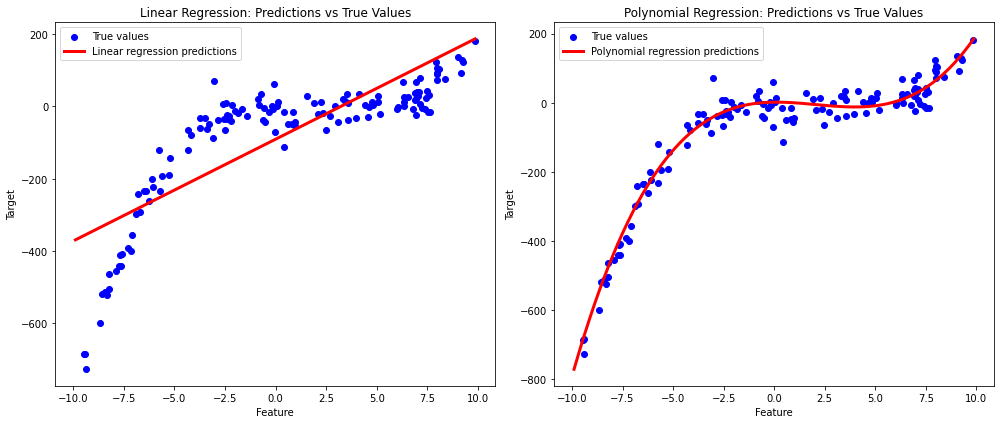 Linear Regression: Predictions vs True Values
True values
Linear regression predictions
200
0
−200
−400
−600
Target
−10.0 −7.5 −5.0 −2.5 0.0 2.5 5.0 7.5 10.0
Feature
Polynomial Regression: Predictions vs True Values
True values
Polynomial regression predictions
200
0
−200
−400
−600
−800
Target
−10.0 −7.5 −5.0 −2.5 0.0 2.5 5.0 7.5 10.0
Feature